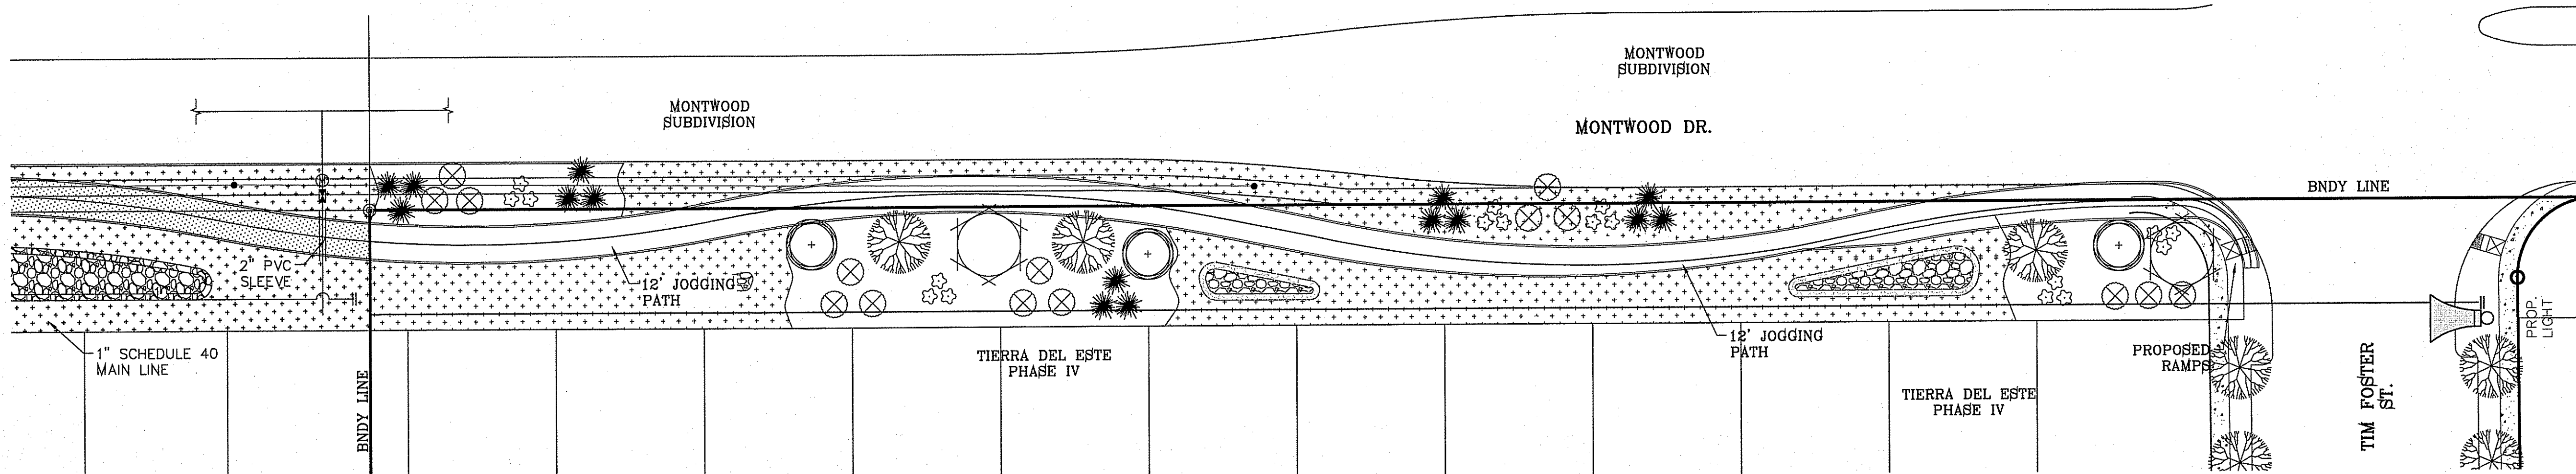 MONTWOOD
SUBDIVISION
MONTWOOD
SUBDIVISION
MONTWOOD DR.
BNDY LINE
2" PVC
SLEEVE
12' JOGGING
PATH
12' JOGGING
PATH
1" SCHEDULE 40
MAIN LINE
BNDY LINE
TIERRA DEL ESTE
PHASE IV
TIERRA DEL ESTE
PHASE IV
PROPOSED
RAMPS
TIM FOSTER
ST.
PROP.
LIGHT